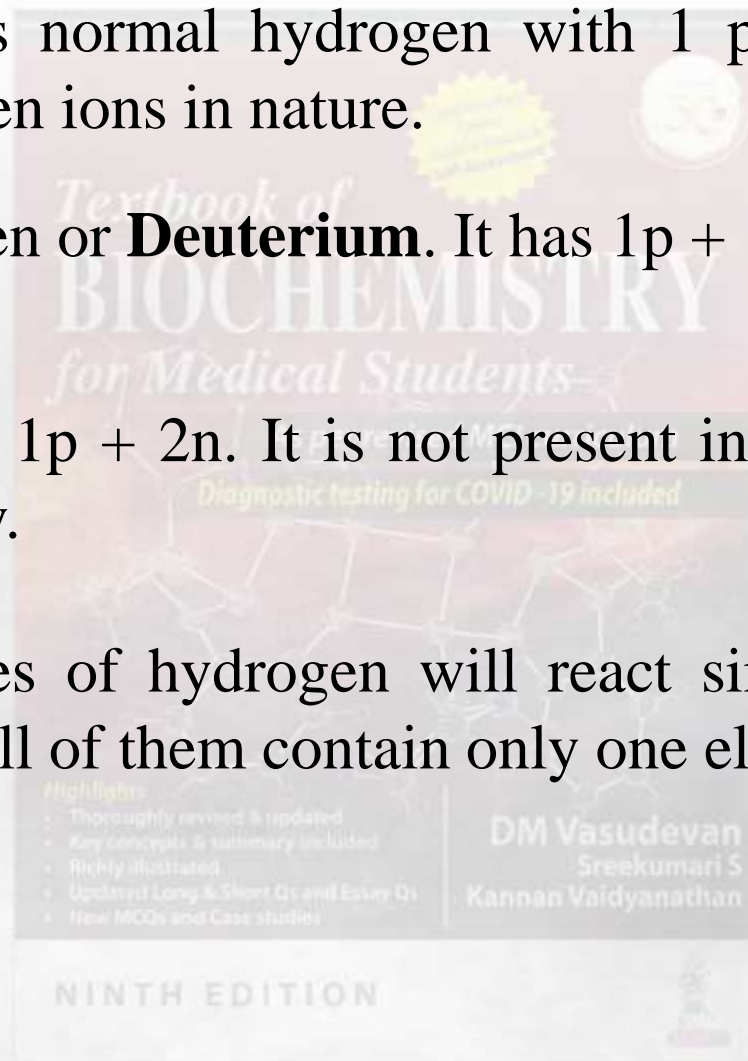 s normal hydrogen with 1 p
en ions in nature.
Textbook of
en or Deuterium. It has 1p +
BIOCHEMISTRY
for Medical Students
1p + 2n. It is not present in
Diagnostic testing for COVID-19 included
y.
es of hydrogen will react si
ll of them contain only one el
Highlights
• Thoroughly revised & updated
• Key concepts & summary included
• Richly illustrated
• Updated Long & Short Qs and Essay Qs
• New MCQs and Case studies
DM Vasudevan
Sreekumari S
Kannan Vaidyanathan
NINTH EDITION